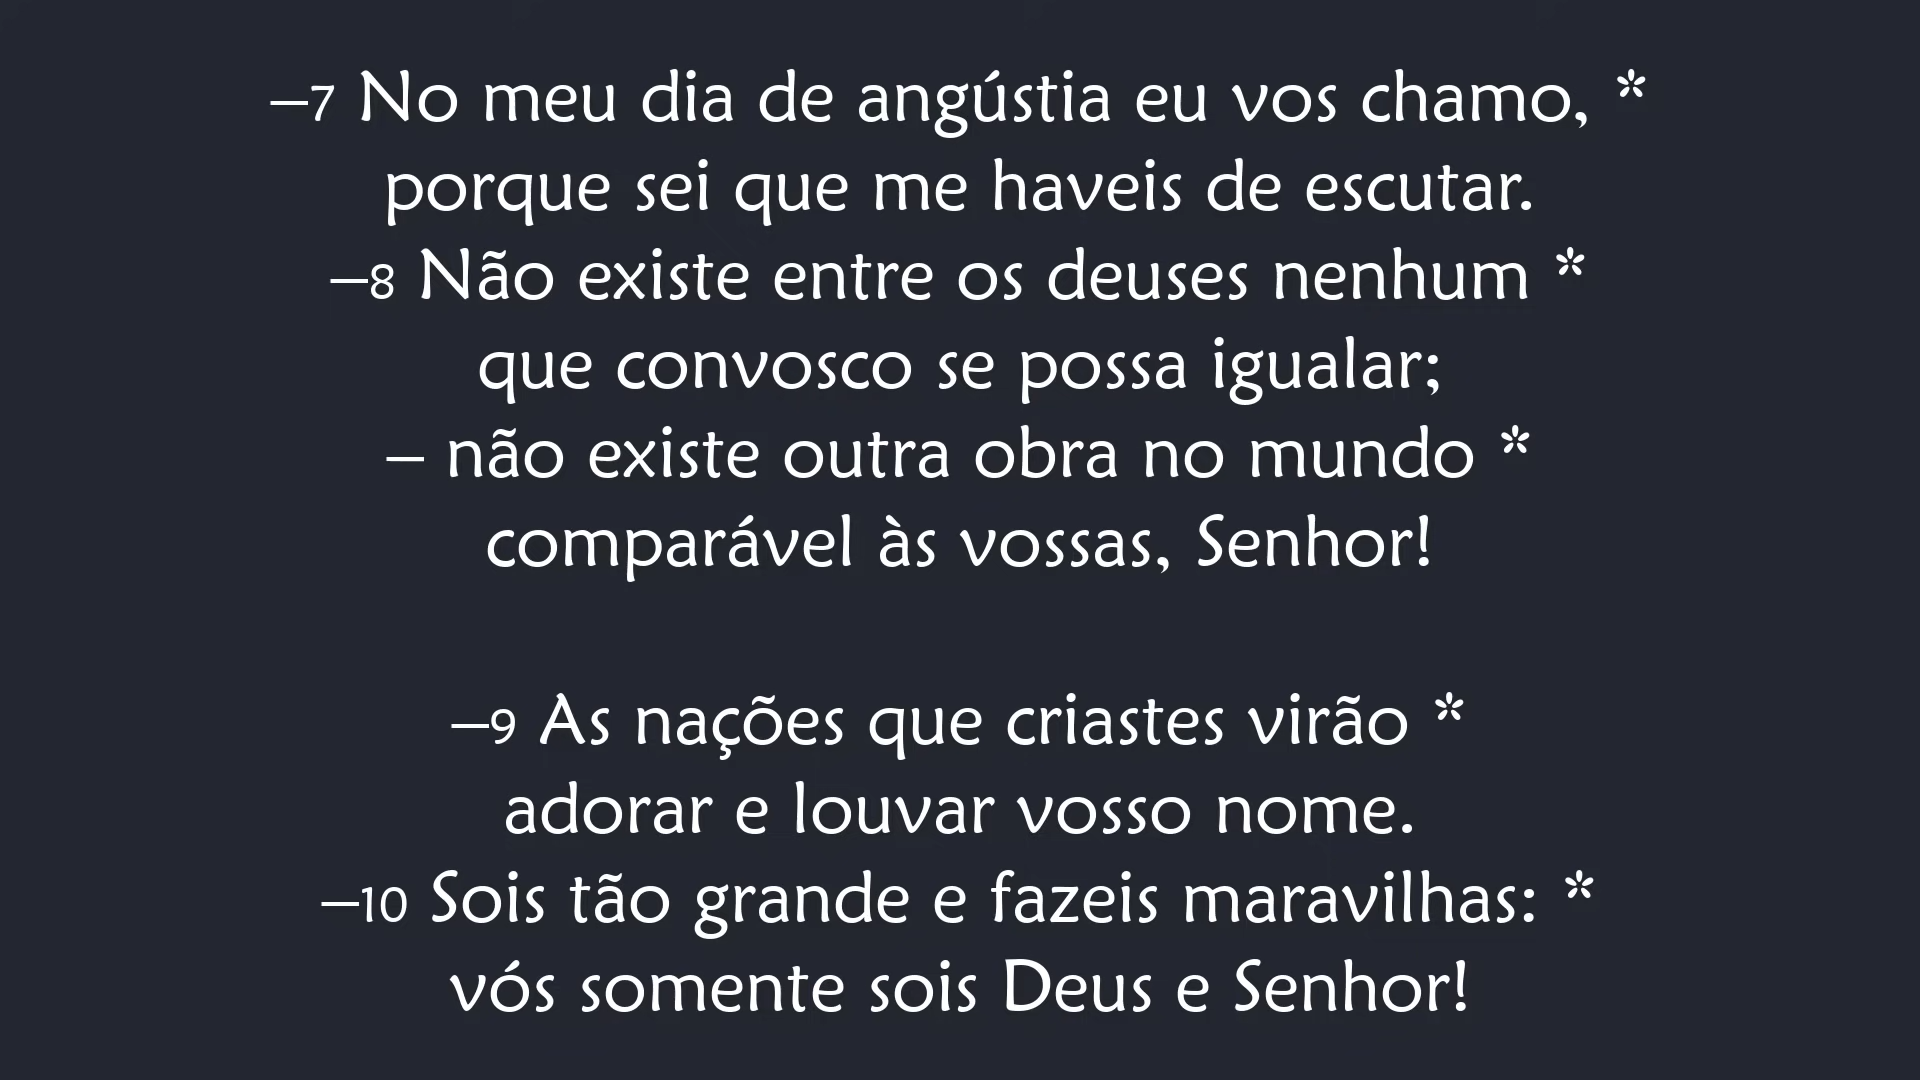 –7 No meu dia de angústia eu vos chamo, *
porque sei que me haveis de escutar.
–8 Não existe entre os deuses nenhum *
que convosco se possa igualar;
– não existe outra obra no mundo *
comparável às vossas, Senhor!
–9 As nações que criastes virão *
adorar e louvar vosso nome.
–10 Sois tão grande e fazeis maravilhas: *
vós somente sois Deus e Senhor!